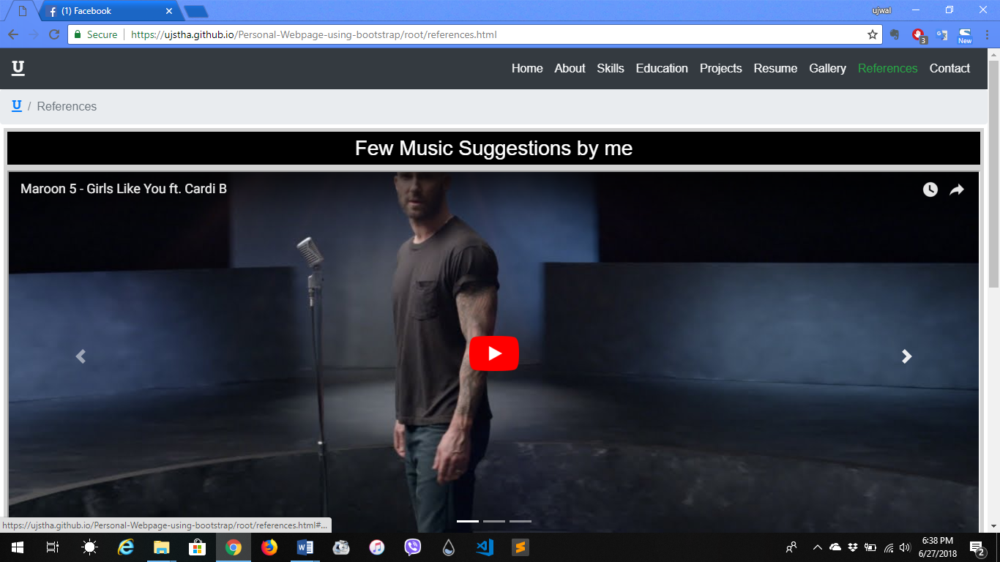 (1) Facebook
ujwal
Secure https://ujstha.github.io/Personal-Webpage-using-bootstrap/root/references.html
3
New
U Home About Skills Education Projects Resume Gallery References Contact
U / References
Few Music Suggestions by me
Maroon 5 - Girls Like You ft. Cardi B
https://ujstha.github.io/Personal-Webpage-using-bootstrap/root/references.html#...
6:38 PM
6/27/2018
2